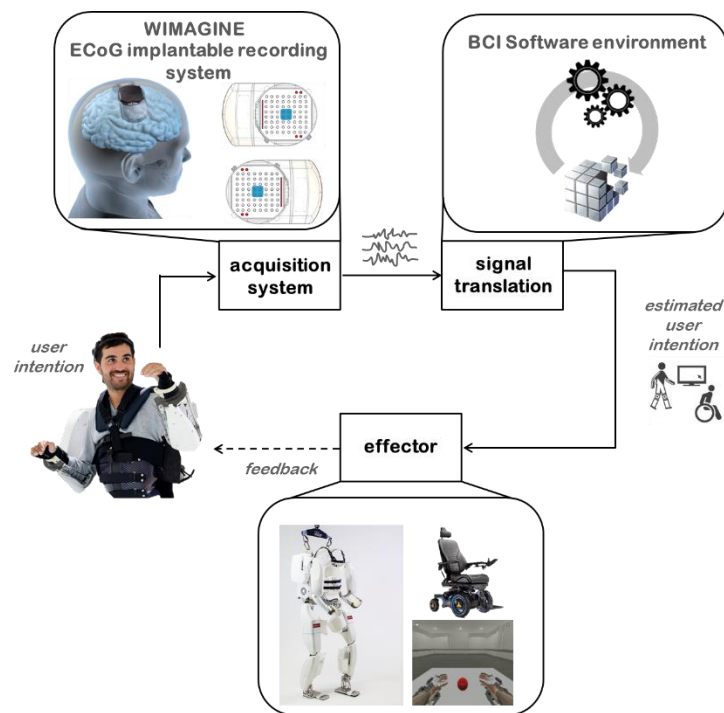 WIMAGINE
ECoG implantable recording
system
BCI Software environment
acquisition
system
signal
translation
estimated
user
intention
user
intention
effector
feedback